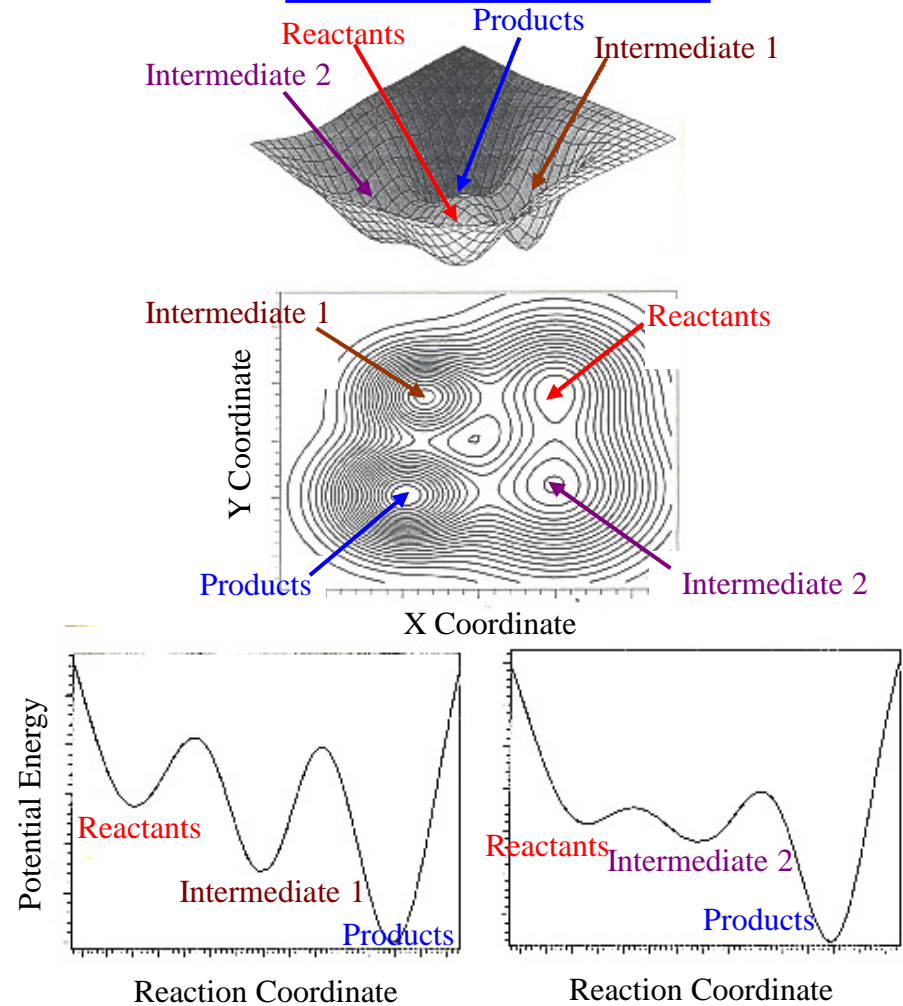 Products
Reactants
Intermediate 1
Intermediate 2
Intermediate 1
Reactants
Y Coordinate
Products
Intermediate 2
X Coordinate
Potential Energy
Reactants
Intermediate 1
Products
Reaction Coordinate
Reactants
Intermediate 2
Products
Reaction Coordinate